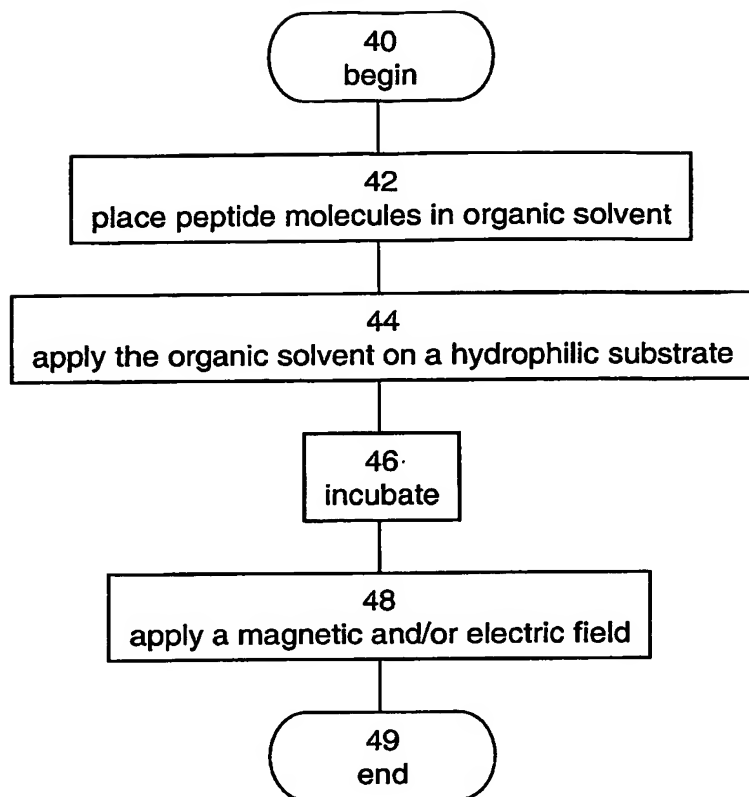 40
begin
42
place peptide molecules in organic solvent
44
apply the organic solvent on a hydrophilic substrate
46
incubate
48
apply a magnetic and/or electric field
49
end